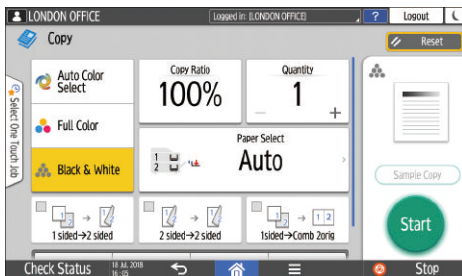 LONDON OFFICE
Logged in: [LONDON OFFICE]
? Logout
Copy
Reset
Select One Touch Job
Auto Color Select
Full Color
Black & White
Copy Ratio
100%
Quantity
1
− +
Paper Select
Auto
1
2
Sample Copy
Start
1 sided→2 sided
2 sided→2 sided
1sided→Comb 2orig
Check Status
18 JUL 2018
16:05
Stop